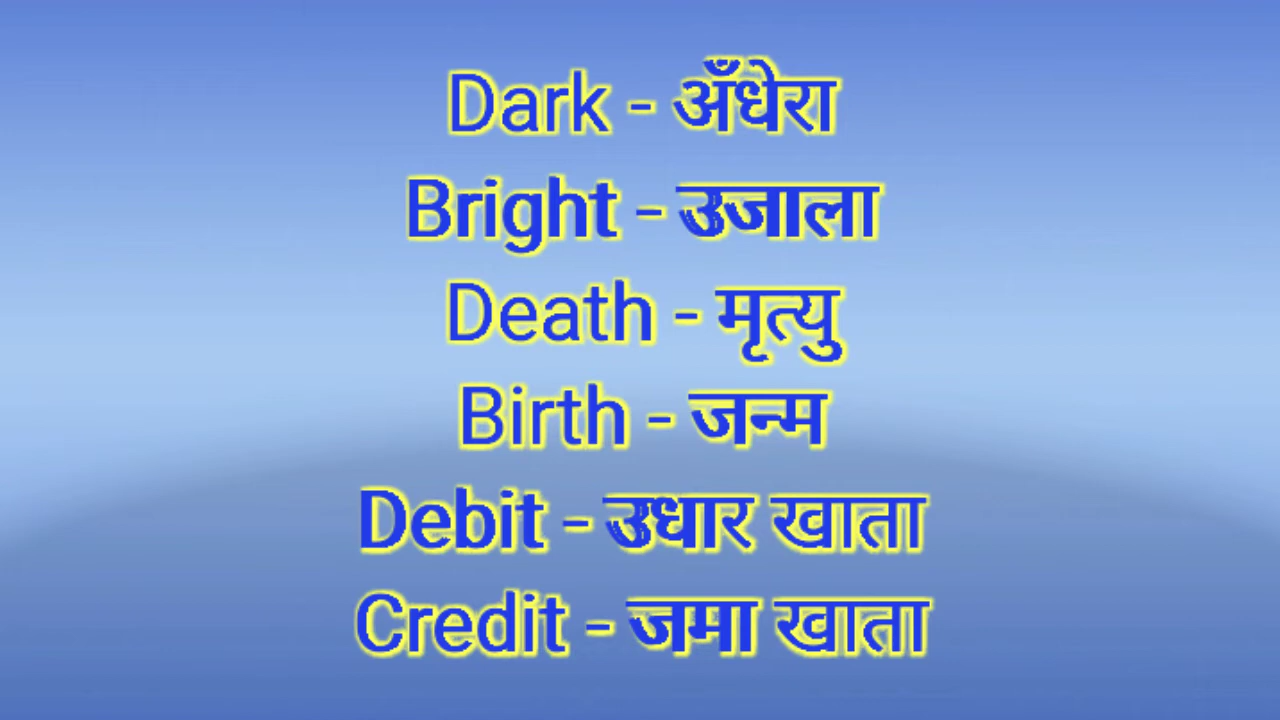 Dark - अँधेरा
Bright - उजाला
Death - मृत्यु
Birth - जन्म
Debit - उधार खाता
Credit - जमा खाता